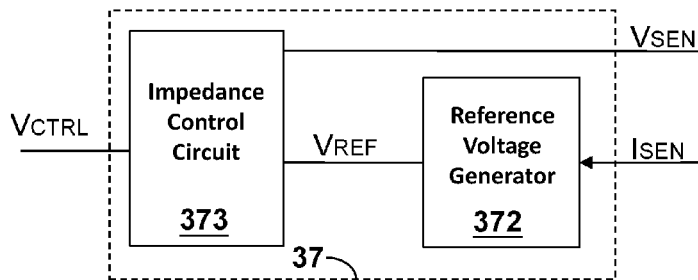 VSEN
Impedance
Control
Circuit
373
VCTRL
VREF
Reference
Voltage
Generator
372
ISEN
37